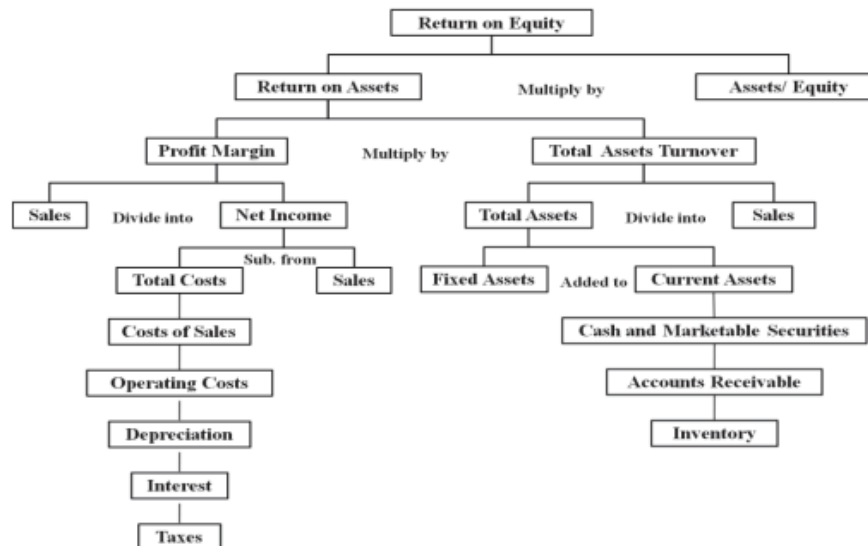 Return on Equity
Return on Assets
Multiply by
Assets/ Equity
Profit Margin
Multiply by
Total Assets Turnover
Sales
Divide into
Net Income
Total Assets
Divide into
Sales
Sub. from
Total Costs
Sales
Fixed Assets
Added to
Current Assets
Costs of Sales
Cash and Marketable Securities
Operating Costs
Accounts Receivable
Depreciation
Inventory
Interest
Taxes